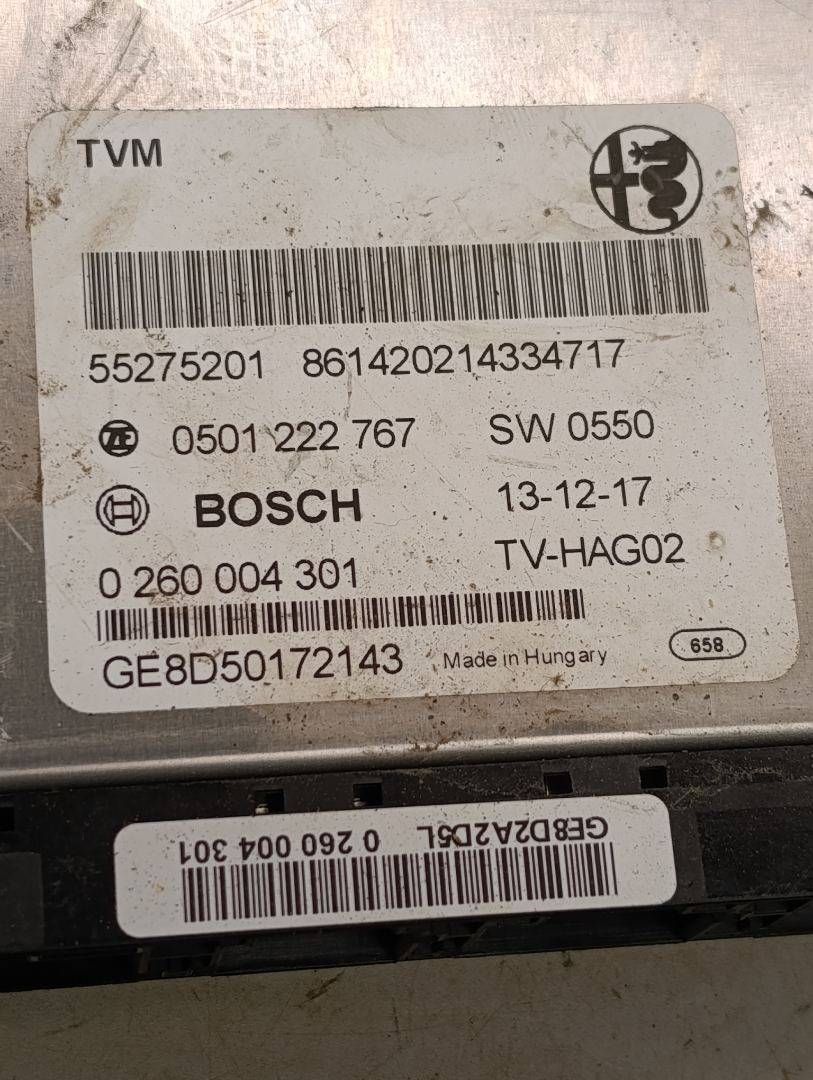 TVM
55275201 861420214334717
ZF 0501 222 767 SW 0550
BOSCH 13-12-17
0 260 004 301 TV-HAG02
GE8D50172143 Made in Hungary 658
GE8D2A2D5L 0 260 004 301